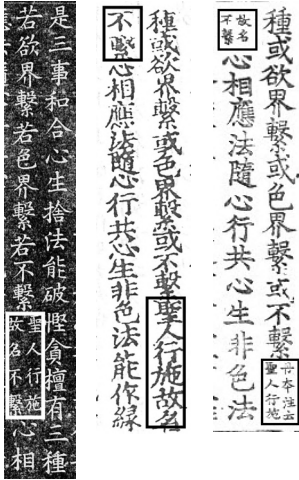 種或欲界繫或色界繫或不繫
丹本注云
聖人行施
故名
不繫
心相應法隨心行共心生非色法
種或欲界繫或色界繫或不繫聖人行施故名
不繫心相應法隨心行共心生非色法能作緣
是三事和合心生捨法能破慳貪檀有三種
若欲界繫若色界繫若不繫
聖人行施
故名不繫
心相